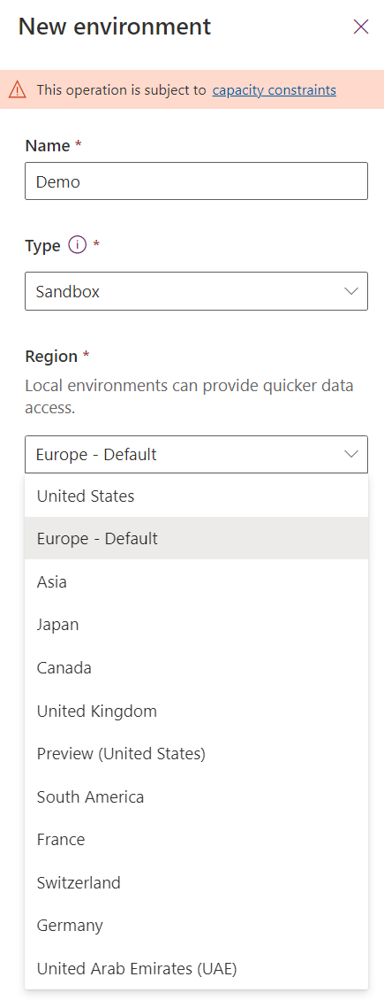 New environment
This operation is subject to capacity constraints
Name *
Demo
Type i *
Sandbox
Region *
Local environments can provide quicker data
access.
Europe - Default
United States
Europe - Default
Asia
Japan
Canada
United Kingdom
Preview (United States)
South America
France
Switzerland
Germany
United Arab Emirates (UAE)